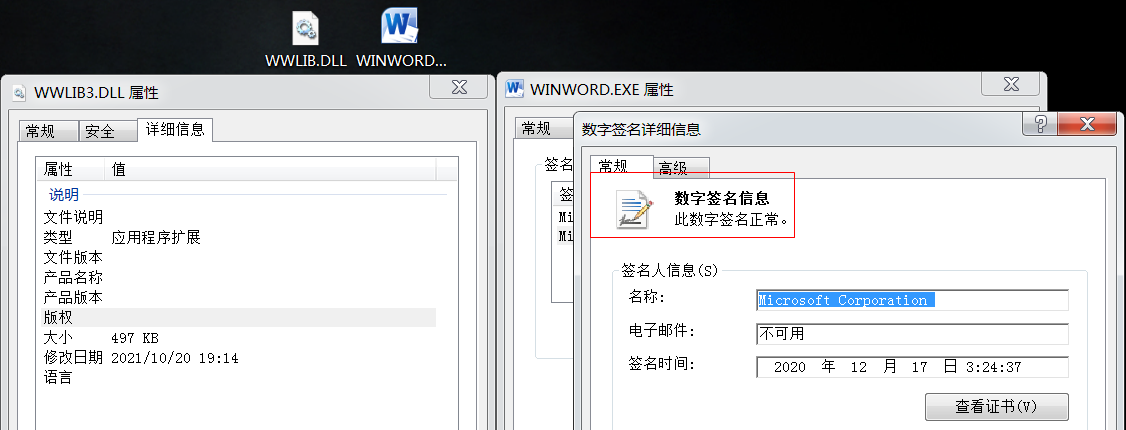 WWLIB.DLL
WINWORD...
WWLIB3.DLL 属性
常规
安全
详细信息
属性
值
说明
文件说明
类型
应用程序扩展
文件版本
产品名称
产品版本
版权
大小
497 KB
修改日期
2021/10/20 19:14
语言
WINWORD.EXE 属性
常规
签名
签
Mi
Mi
数字签名详细信息
常规
高级
数字签名信息
此数字签名正常。
签名人信息(S)
名称:
Microsoft Corporation
电子邮件:
不可用
签名时间:
2020 年 12 月 17 日 3:24:37
查看证书(V)